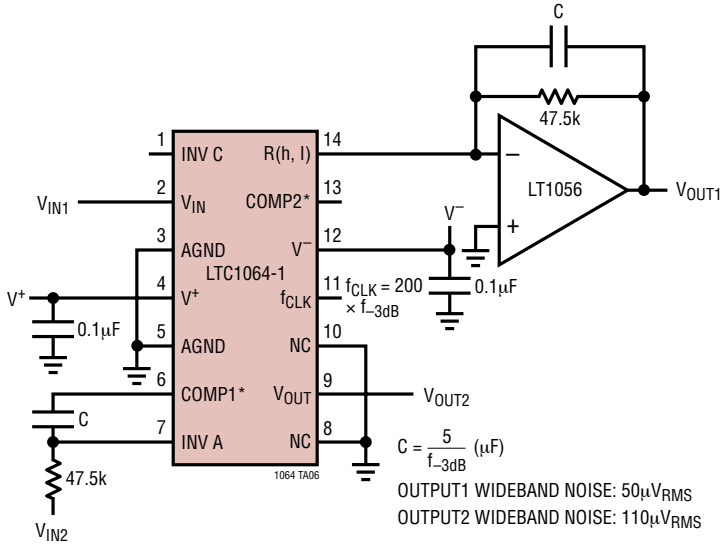 C
47.5k
LT1056
−
+
V_OUT1
1 INV C R(h, I) 14
V_IN1 2 V_IN COMP2* 13
3 AGND V⁻ 12 V⁻
LTC1064-1
V⁺ 4 V⁺ f_CLK 11 f_CLK = 200 × f_–3dB 0.1µF
0.1µF 5 AGND NC 10
6 COMP1* V_OUT 9 V_OUT2
C 7 INV A NC 8
47.5k
V_IN2
1064 TA06
C = 5 / f_–3dB (µF)
OUTPUT1 WIDEBAND NOISE: 50µV_RMS
OUTPUT2 WIDEBAND NOISE: 110µV_RMS